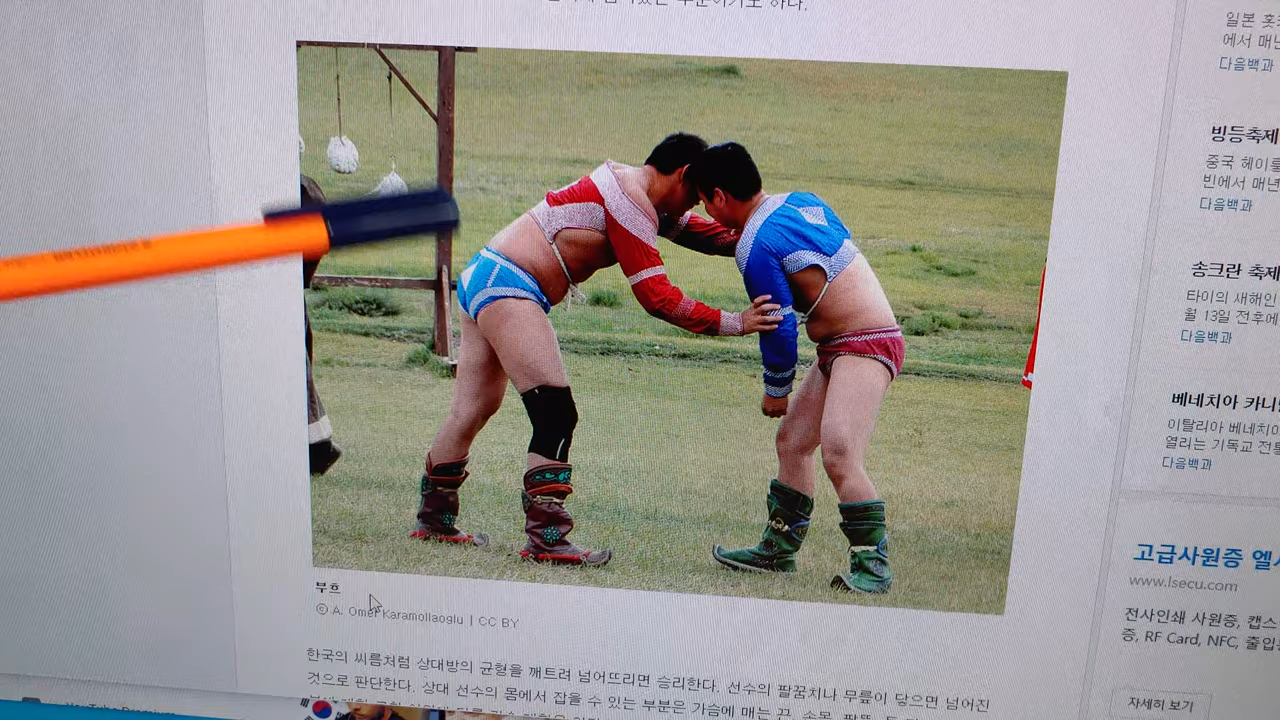 하다.
부흐
© A. Omer Karamollaoglu | CC BY
한국의 씨름처럼 상대방의 균형을 깨트려 넘어뜨리면 승리한다. 선수의 팔꿈치나 무릎이 닿으면 넘어진
것으로 판단한다. 상대 선수의 몸에서 잡을 수 있는 부분은 가슴에 매는 끈, 소목, 팔뚝
일본
에서 매년
다음백과
빙등축제
중국 헤이룽
빈에서 매년
다음백과
송크란 축제
타이의 새해인
월 13일 전후에
다음백과
베네치아 카니
이탈리아 베네치아
열리는 기독교 전통
다음백과
고급사원증 엘
www.lsecu.com
전사인쇄 사원증, 캡스
증, RF Card, NFC, 출입
자세히 보기